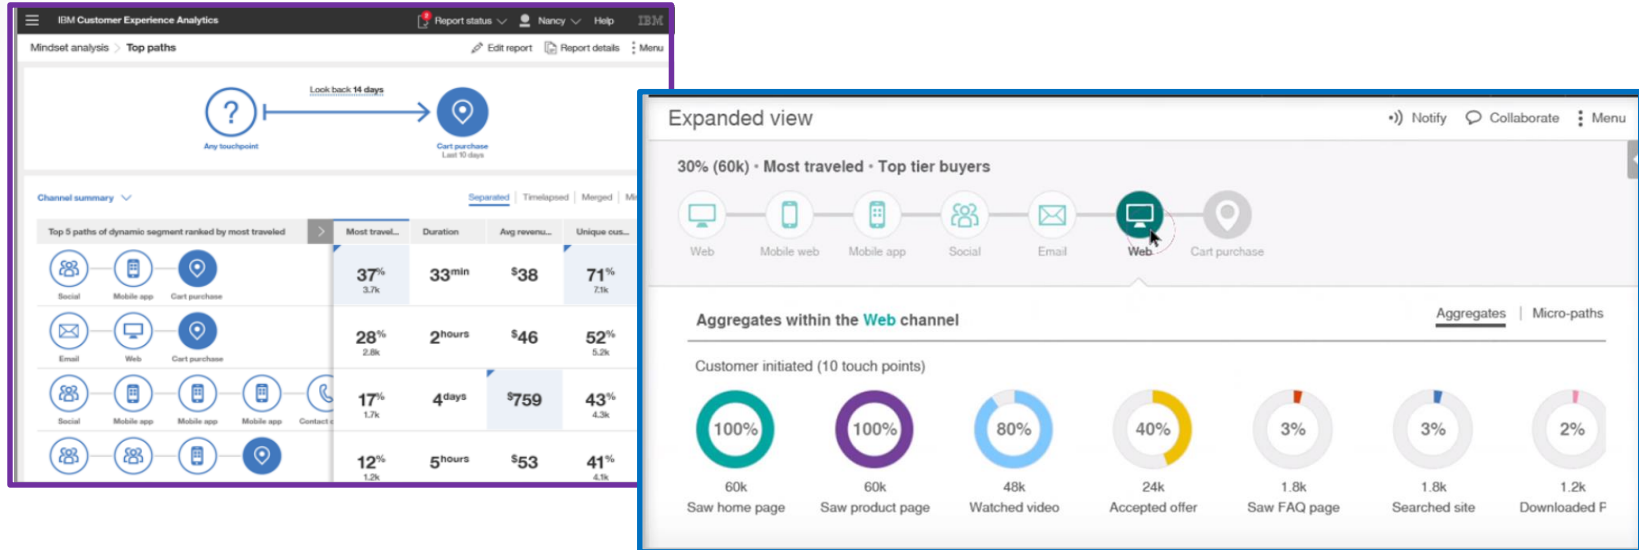 IBM Customer Experience Analytics
2 Report status Nancy Help IBM
Mindset analysis > Top paths
Edit report Report details Menu
Look back 14 days
?
Any touchpoint
Cart purchase
Last 10 days
Channel summary
Separated | Timelapsed | Merged |
Top 5 paths of dynamic segment ranked by most traveled > Most travel... Duration Avg revenu... Unique cus...
37% 33min $38 71%
3.7k 7.1k
Social Mobile app Cart purchase
28% 2hours $46 52%
2.8k 5.2k
Email Web Cart purchase
17% 4days $759 43%
1.7k 4.3k
Social Mobile app Mobile app Mobile app Contact
12% 5hours $53 41%
1.2k 4.1k
Expanded view
Notify Collaborate Menu
30% (60k) • Most traveled • Top tier buyers
Web Mobile web Mobile app Social Email Web Cart purchase
Aggregates within the Web channel
Aggregates | Micro-paths
Customer initiated (10 touch points)
100% 100% 80% 40% 3% 3% 2%
60k 60k 48k 24k 1.8k 1.8k 1.2k
Saw home page Saw product page Watched video Accepted offer Saw FAQ page Searched site Downloaded